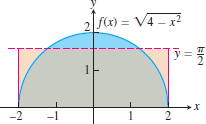 y
2
f(x) = √4 − x²
y = π/2
1
−2 −1 1 2 x